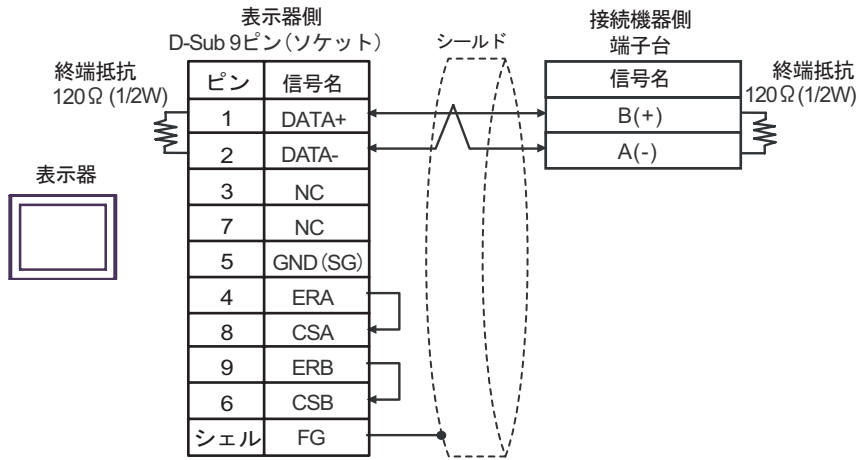 表示器側
D-Sub 9ピン(ソケット)
シールド
接続機器側
端子台
終端抵抗
120Ω (1/2W)
ピン 信号名
1 DATA+
2 DATA-
3 NC
7 NC
5 GND (SG)
4 ERA
8 CSA
9 ERB
6 CSB
シェル FG
表示器
信号名
B(+)
A(-)
終端抵抗
120Ω (1/2W)